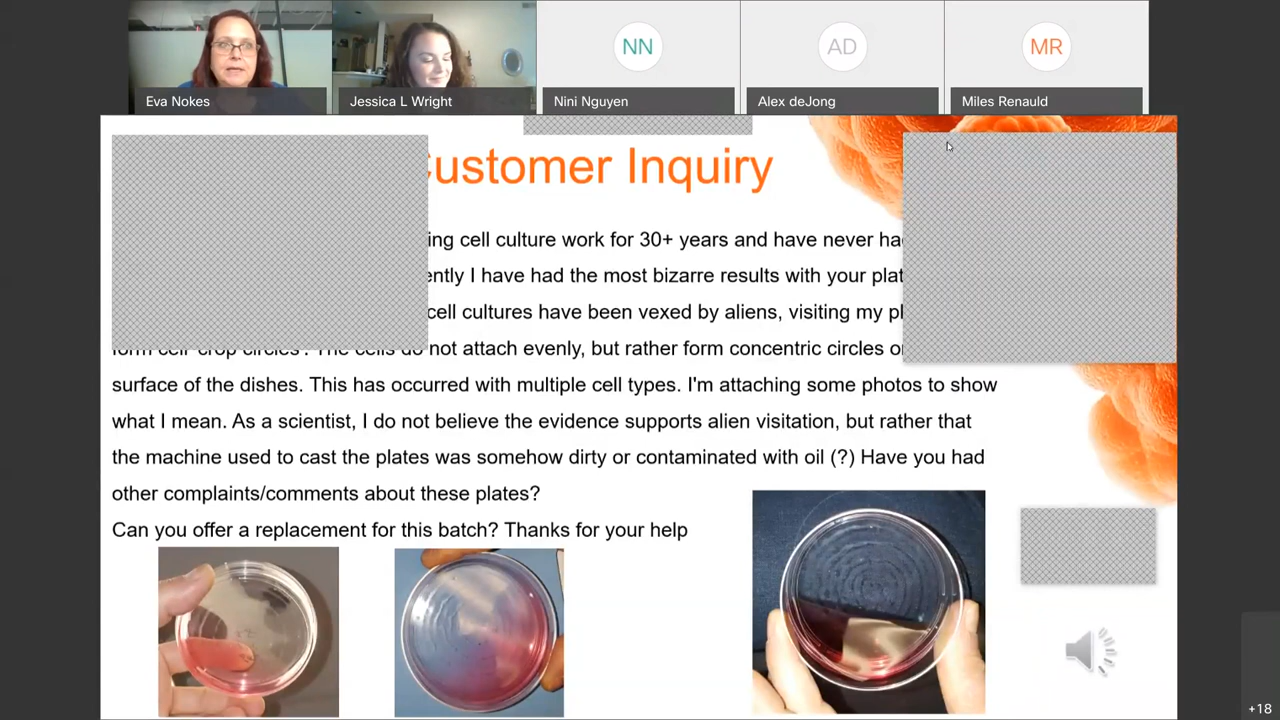 NN
AD
MR
Eva Nokes
Jessica L Wright
Nini Nguyen
Alex deJong
Miles Renauld
Customer Inquiry
ing cell culture work for 30+ years and have never ha
ently I have had the most bizarre results with your plat
cell cultures have been vexed by aliens, visiting my pl
form cell 'crop circles'. The cells do not attach evenly, but rather form concentric circles o
surface of the dishes. This has occurred with multiple cell types. I'm attaching some photos to show
what I mean. As a scientist, I do not believe the evidence supports alien visitation, but rather that
the machine used to cast the plates was somehow dirty or contaminated with oil (?) Have you had
other complaints/comments about these plates?
Can you offer a replacement for this batch? Thanks for your help
+18